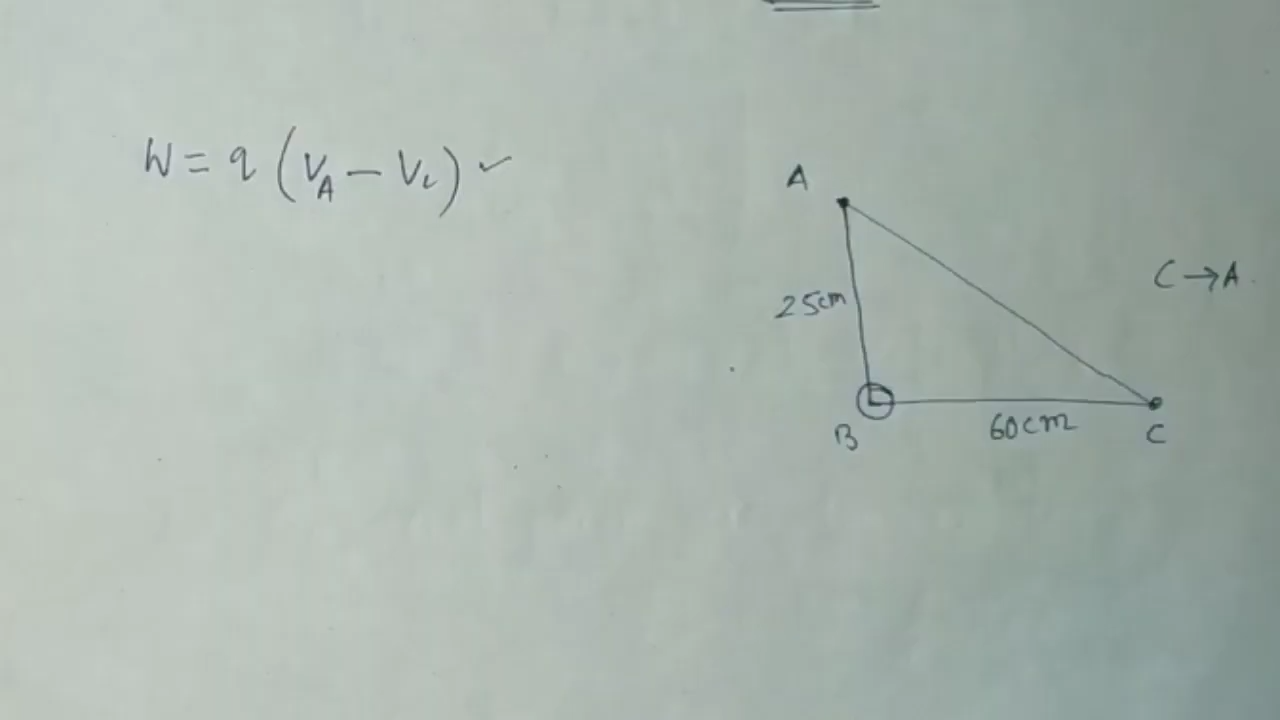 W = q (V_A - V_C) ✓
A
C → A
25cm
B
60cm
C